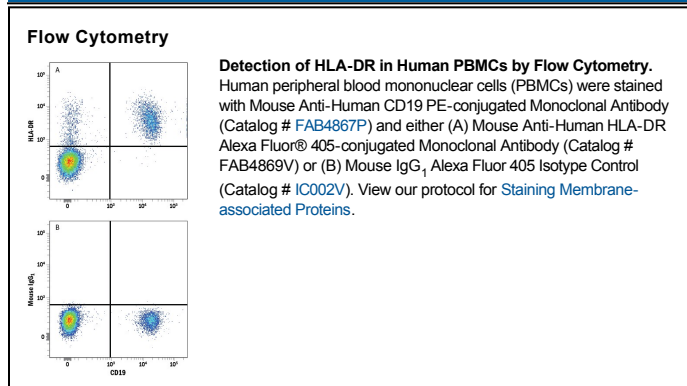 Flow Cytometry
Detection of HLA-DR in Human PBMCs by Flow Cytometry.
Human peripheral blood mononuclear cells (PBMCs) were stained
with Mouse Anti-Human CD19 PE-conjugated Monoclonal Antibody
(Catalog # FAB4867P) and either (A) Mouse Anti-Human HLA-DR
Alexa Fluor® 405-conjugated Monoclonal Antibody (Catalog #
FAB4869V) or (B) Mouse IgG₁ Alexa Fluor 405 Isotype Control
(Catalog # IC002V). View our protocol for Staining Membrane-
associated Proteins.
A
HLA-DR
0
B
Mouse IgG₁
0
CD19